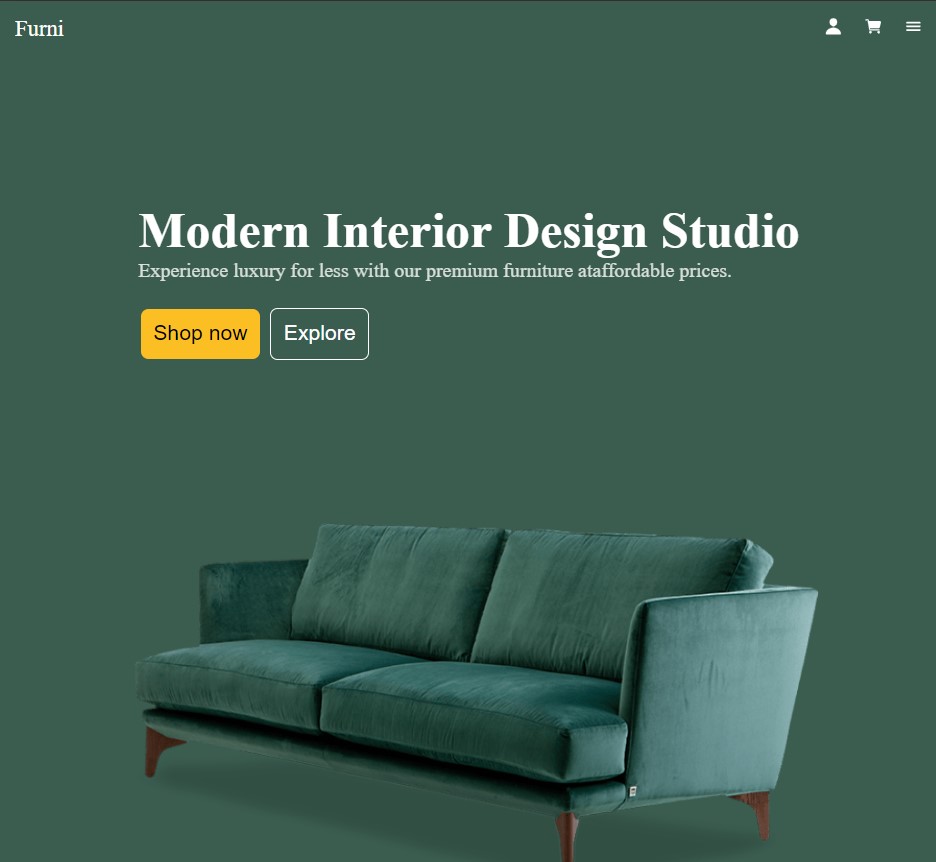 Furni
Modern Interior Design Studio
Experience luxury for less with our premium furniture ataffordable prices.
Shop now
Explore